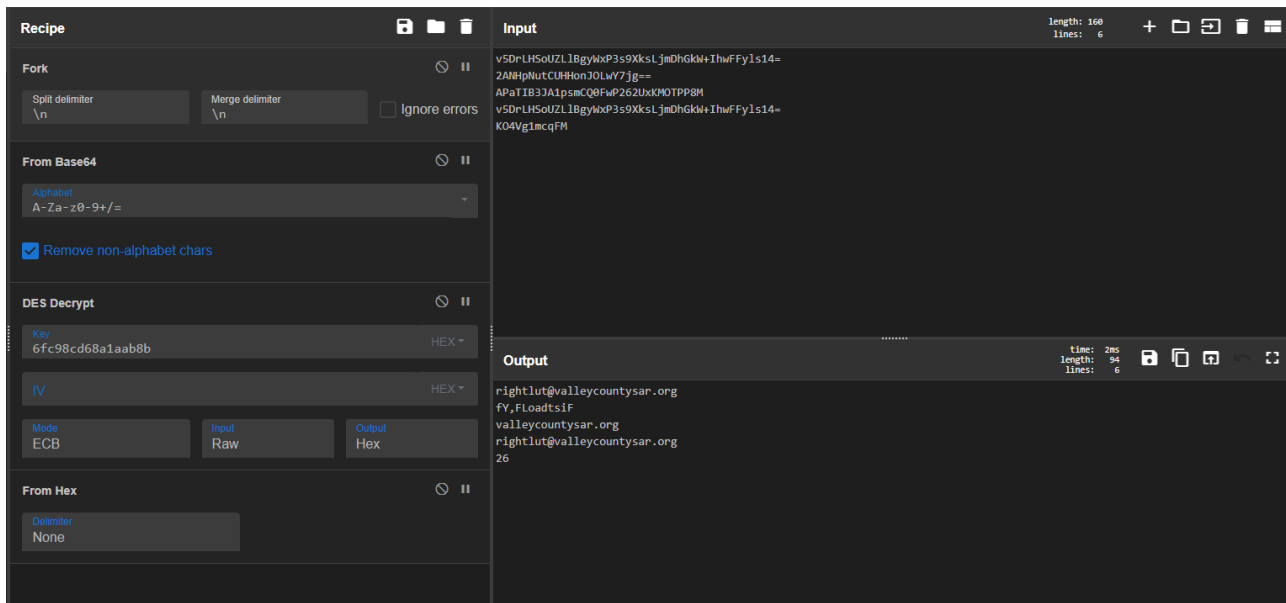 Recipe
Fork
Split delimiter
\n
Merge delimiter
\n
Ignore errors
From Base64
Alphabet
A-Za-z0-9+/=
Remove non-alphabet chars
DES Decrypt
Key
6fc98cd68a1aab8b
HEX
IV
HEX
Mode
ECB
Input
Raw
Output
Hex
From Hex
Delimiter
None
Input
length: 160
lines: 6
v5DrLHSoUZLlBgyWxP3s9XksLjmDhGkW+IhwFFyls14=
2ANHpNutCUHHonJOLwY7jg==
APaTIB3JA1psmCQ0FwP262UxKMOTPP8M
v5DrLHSoUZLlBgyWxP3s9XksLjmDhGkW+IhwFFyls14=
KO4Vg1mcqFM
Output
time: 2ms
length: 94
lines: 6
rightlut@valleycountysar.org
fY,FLoadtsiF
valleycountysar.org
rightlut@valleycountysar.org
26